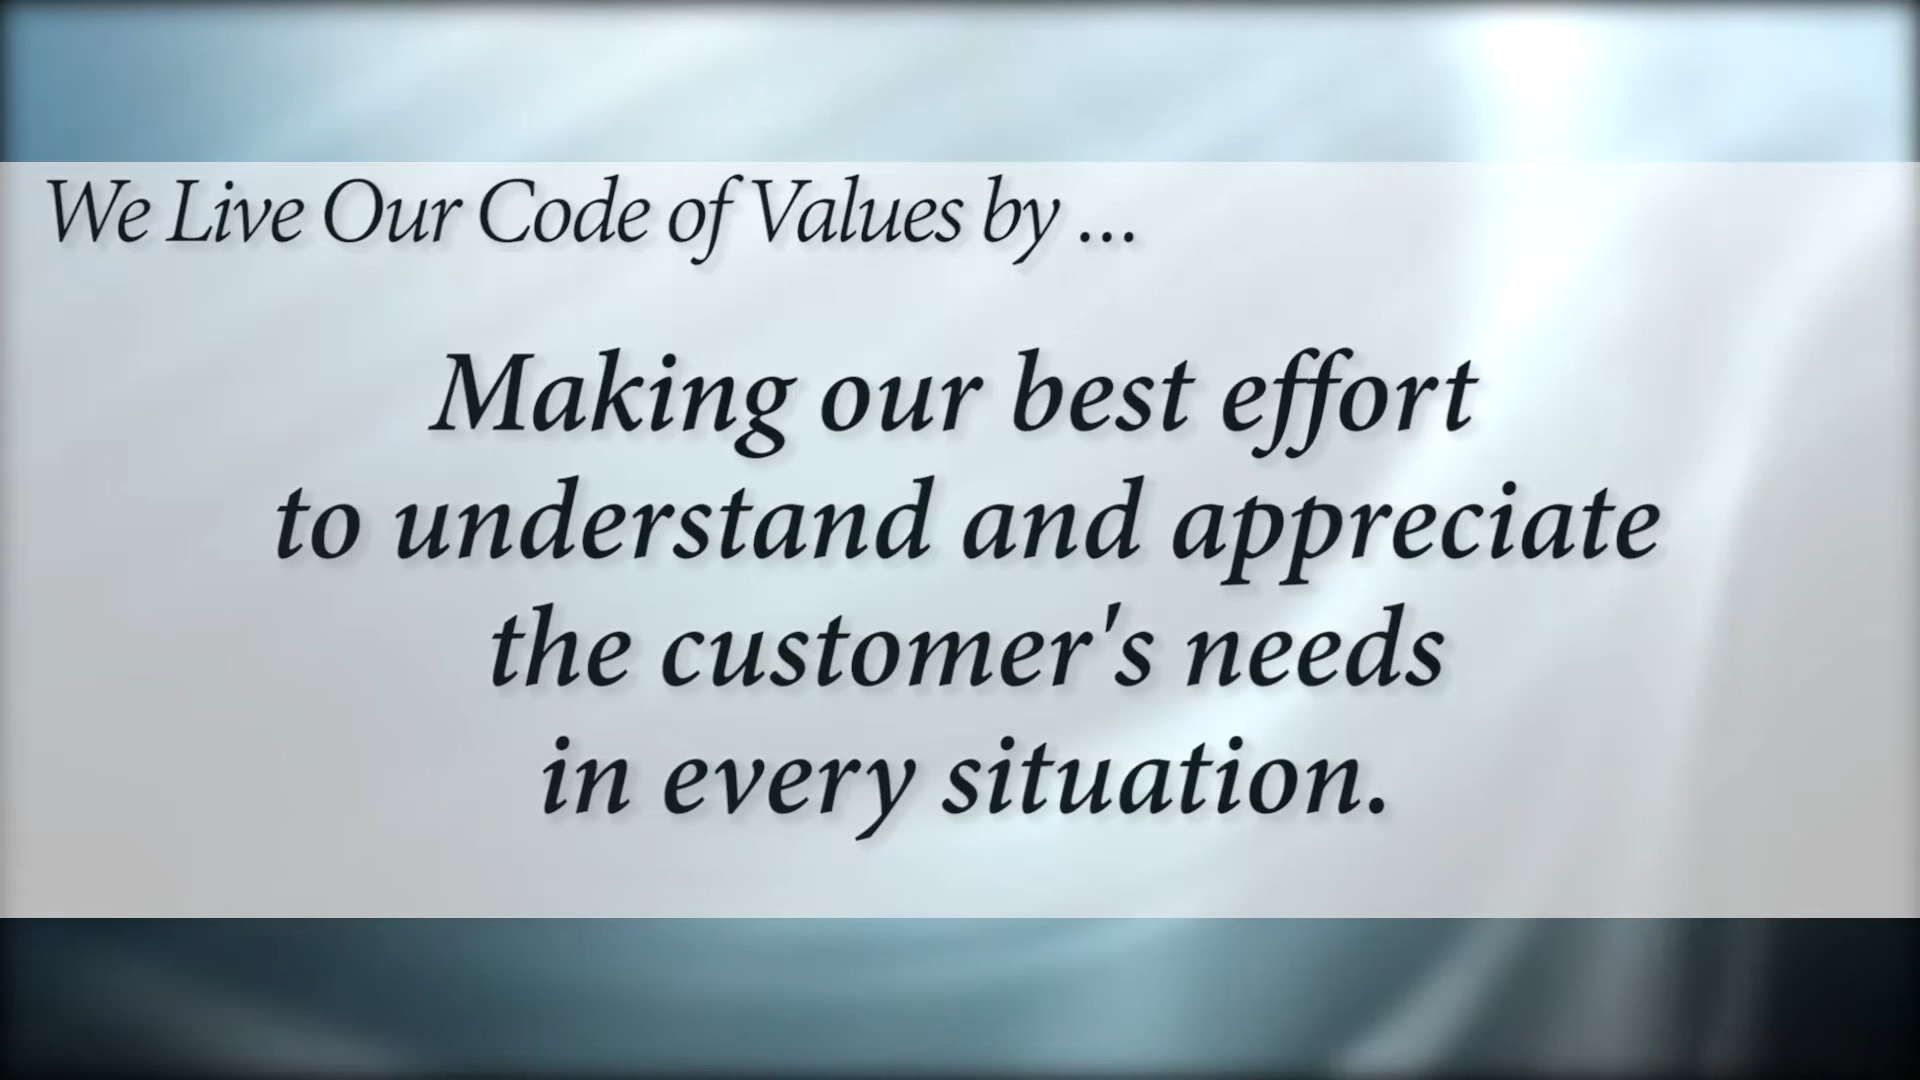 We Live Our Code of Values by ...
Making our best effort
to understand and appreciate
the customer's needs
in every situation.